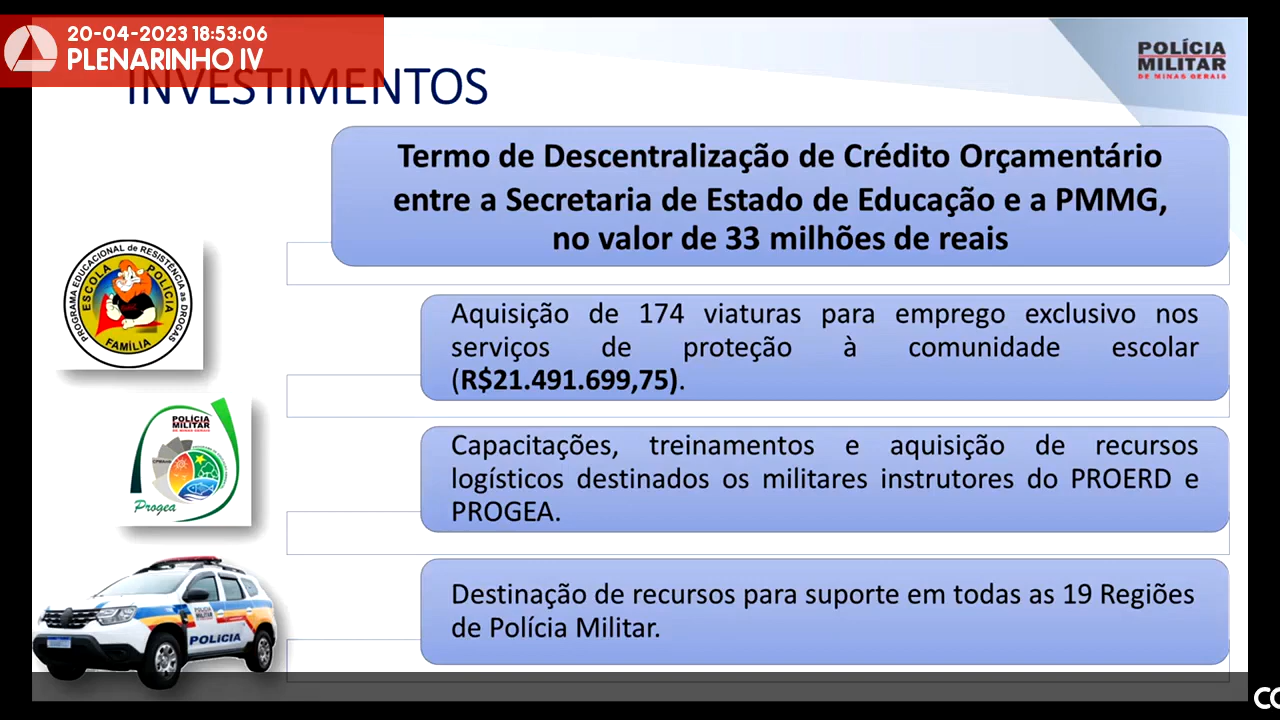 20-04-2023 18:53:06
PLENARINHO IV
INVESTIMENTOS
POLÍCIA
MILITAR
DE MINAS GERAIS
Termo de Descentralização de Crédito Orçamentário
entre a Secretaria de Estado de Educação e a PMMG,
no valor de 33 milhões de reais
PROGRAMA EDUCACIONAL de RESISTÊNCIA às DROGAS
ESCOLA POLÍCIA
FAMÍLIA
Aquisição de 174 viaturas para emprego exclusivo nos
serviços de proteção à comunidade escolar
(R$21.491.699,75).
POLÍCIA
MILITAR
DE MINAS GERAIS
Progea
Capacitações, treinamentos e aquisição de recursos
logísticos destinados os militares instrutores do PROERD e
PROGEA.
POLÍCIA
Destinação de recursos para suporte em todas as 19 Regiões
de Polícia Militar.